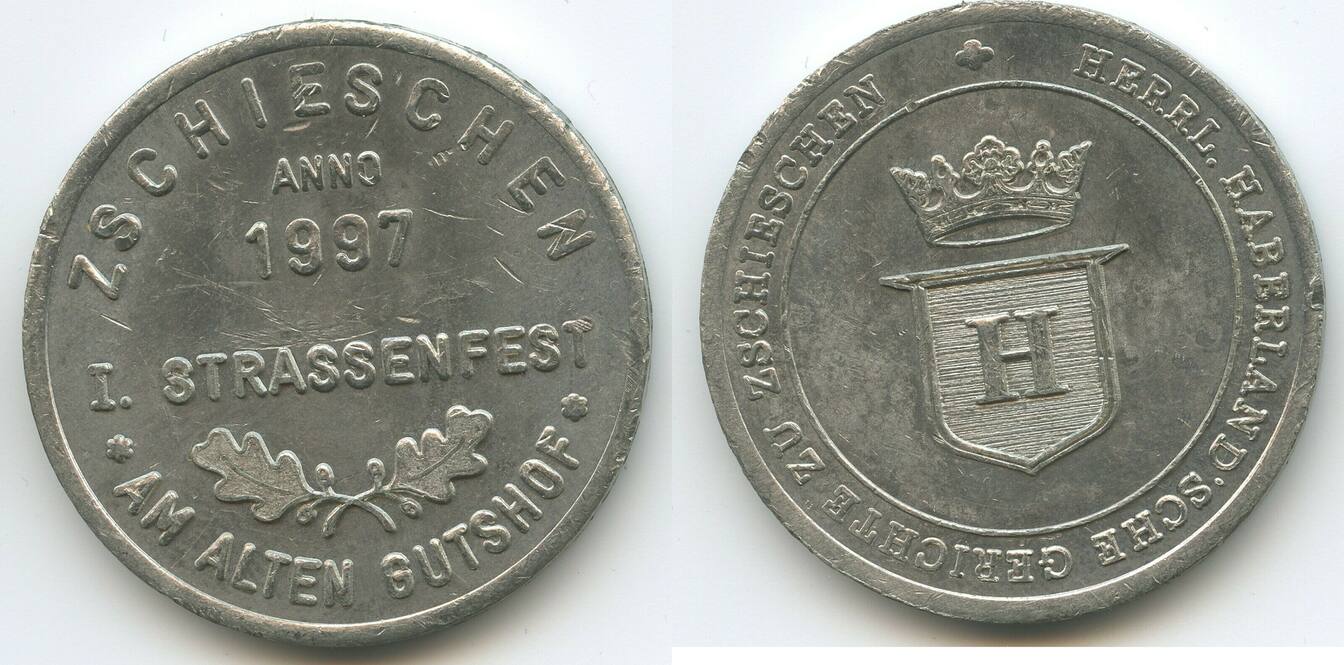 ZSCHIESCHEN
ANNO
1997
I. STRASSENFEST
AM ALTEN GUTSHOF
HERRL. HABERLAND'SCHE GERICHTE ZU ZSCHIESCHEN
H